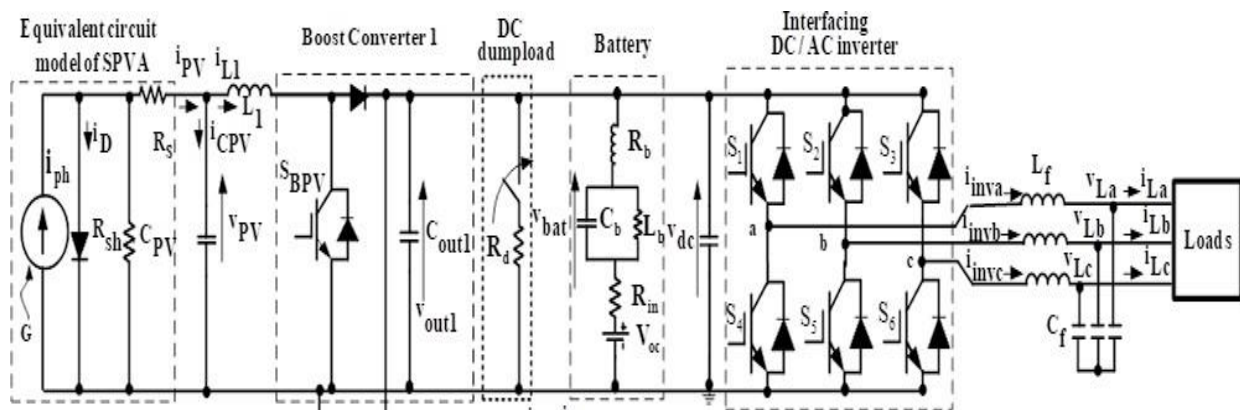 Equivalent circuit
model of SPVA
Boost Converter 1
DC
dumpload
Battery
Interfacing
DC / AC inverter
iPV
iL1
L1
iD
RS
iCPV
iph
Rsh
CPV
vPV
SBPV
Cout1
vout1
Rd
vbat
Rb
Cb
Lb
Rin
Voc
vdc
S1
S2
S3
S4
S5
S6
a
b
c
iinva
iinvb
iinvc
Lf
vLa
vLb
vLc
iLa
iLb
iLc
Loads
Cf
G